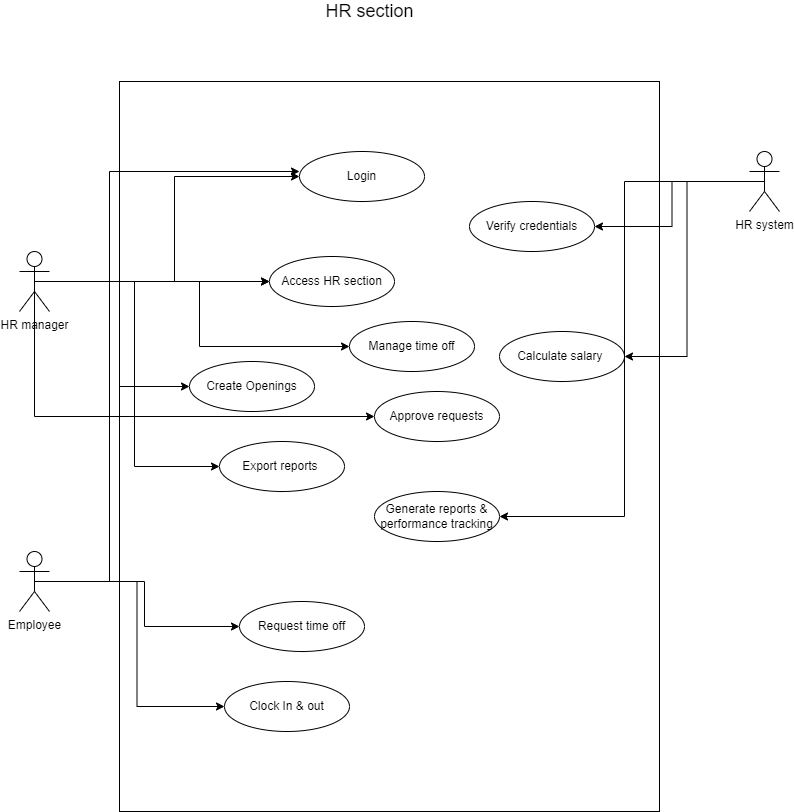 HR section
Login
HR system
Verify credentials
Access HR section
HR manager
Manage time off
Calculate salary
Create Openings
Approve requests
Export reports
Generate reports &
performance tracking
Employee
Request time off
Clock In & out